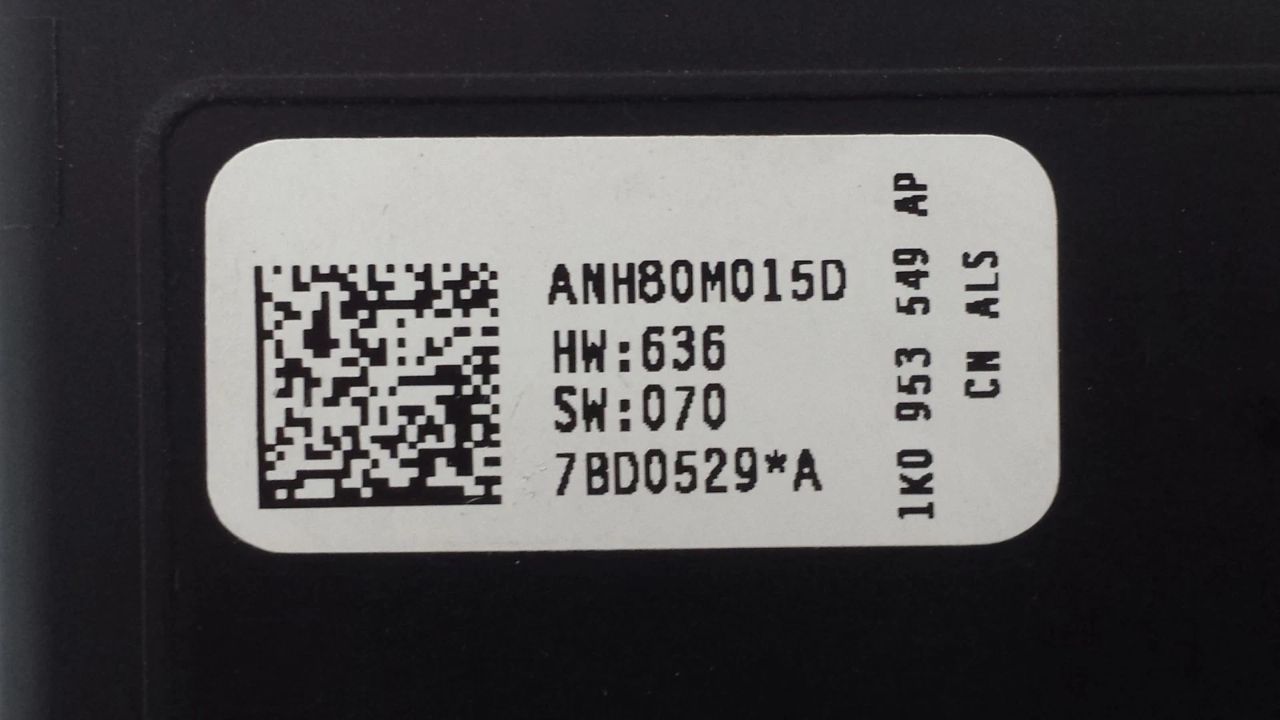 ANH80M015D
HW:636
SW:070
7BD0529*A
1K0 953 549 AP
CN ALS